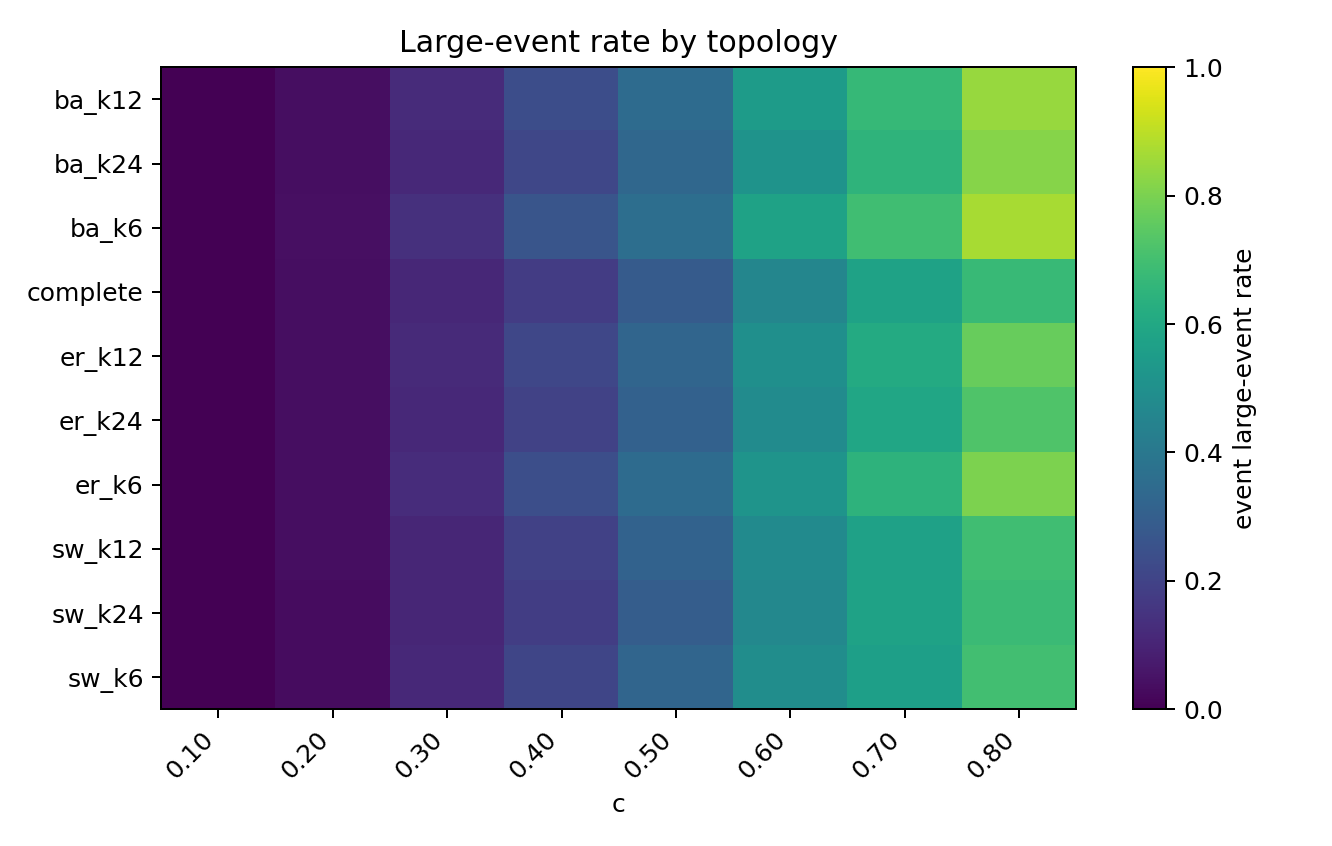 Large-event rate by topology
ba_k12
ba_k24
ba_k6
complete
er_k12
er_k24
er_k6
sw_k12
sw_k24
sw_k6
0.10 0.20 0.30 0.40 0.50 0.60 0.70 0.80
c
1.0
0.8
0.6
0.4
0.2
0.0
event large-event rate